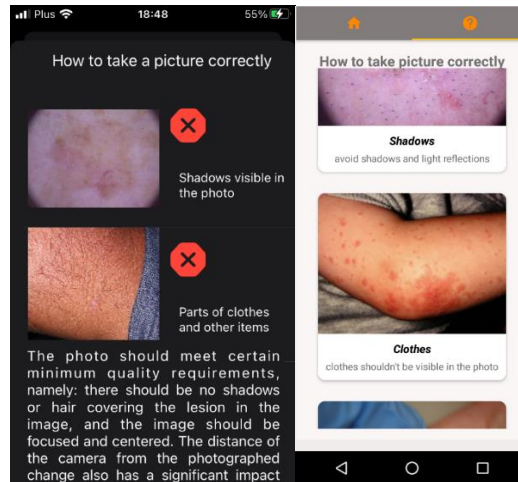 Plus 18:48 55%
How to take a picture correctly
Shadows visible in
the photo
Parts of clothes
and other items
The photo should meet certain
minimum quality requirements,
namely: there should be no shadows
or hair covering the lesion in the
image, and the image should be
focused and centered. The distance of
the camera from the photographed
change also has a significant impact
How to take picture correctly
Shadows
avoid shadows and light reflections
Clothes
clothes shouldn't be visible in the photo